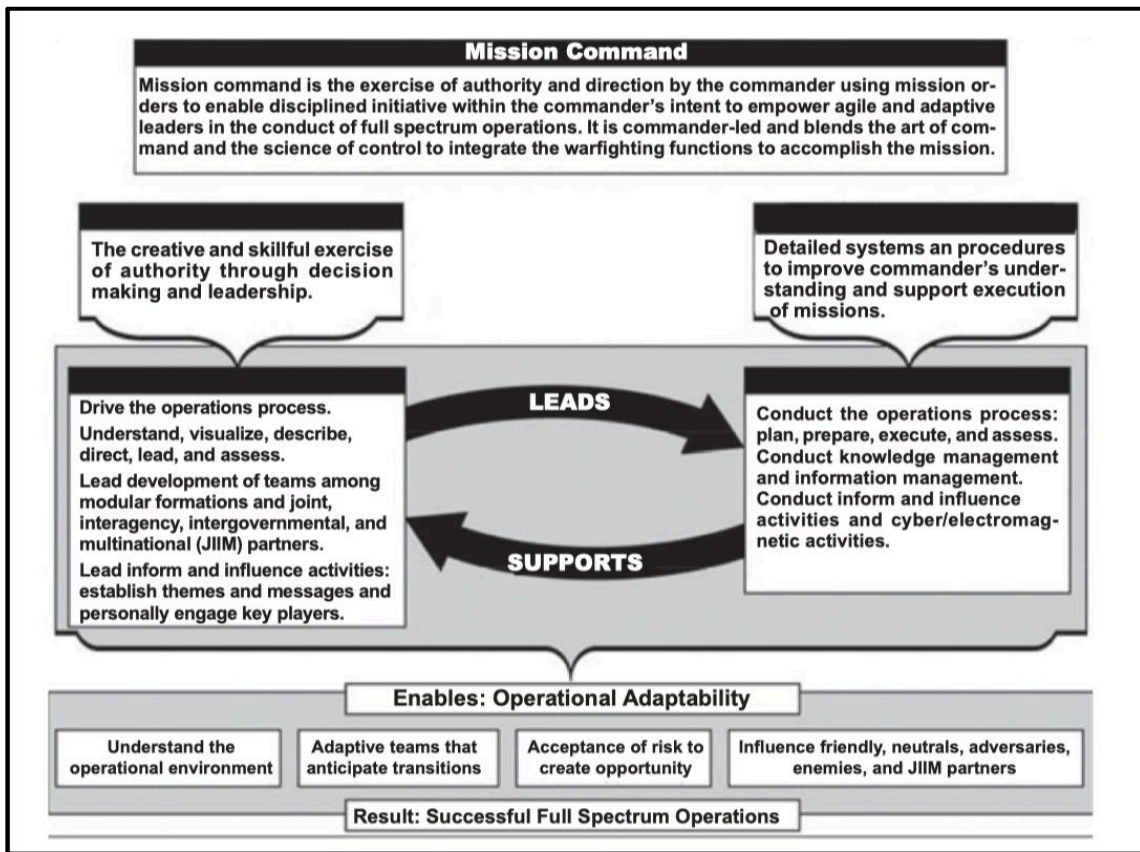 Mission Command
Mission command is the exercise of authority and direction by the commander using mission or-
ders to enable disciplined initiative within the commander's intent to empower agile and adaptive
leaders in the conduct of full spectrum operations. It is commander-led and blends the art of com-
mand and the science of control to integrate the warfighting functions to accomplish the mission.
The creative and skillful exercise
of authority through decision
making and leadership.
Detailed systems an procedures
to improve commander's under-
standing and support execution
of missions.
Drive the operations process.
Understand, visualize, describe,
direct, lead, and assess.
Lead development of teams among
modular formations and joint,
interagency, intergovernmental, and
multinational (JIIM) partners.
Lead inform and influence activities:
establish themes and messages and
personally engage key players.
LEADS
SUPPORTS
Conduct the operations process:
plan, prepare, execute, and assess.
Conduct knowledge management
and information management.
Conduct inform and influence
activities and cyber/electromag-
netic activities.
Enables: Operational Adaptability
Understand the
operational environment
Adaptive teams that
anticipate transitions
Acceptance of risk to
create opportunity
Influence friendly, neutrals, adversaries,
enemies, and JIIM partners
Result: Successful Full Spectrum Operations